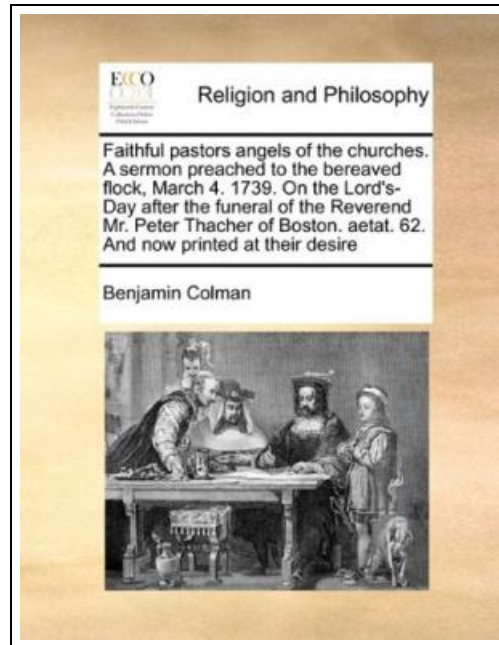 ECCO
Religion and Philosophy
Faithful pastors angels of the churches.
A sermon preached to the bereaved
flock, March 4. 1739. On the Lord's-
Day after the funeral of the Reverend
Mr. Peter Thacher of Boston. aetat. 62.
And now printed at their desire
Benjamin Colman